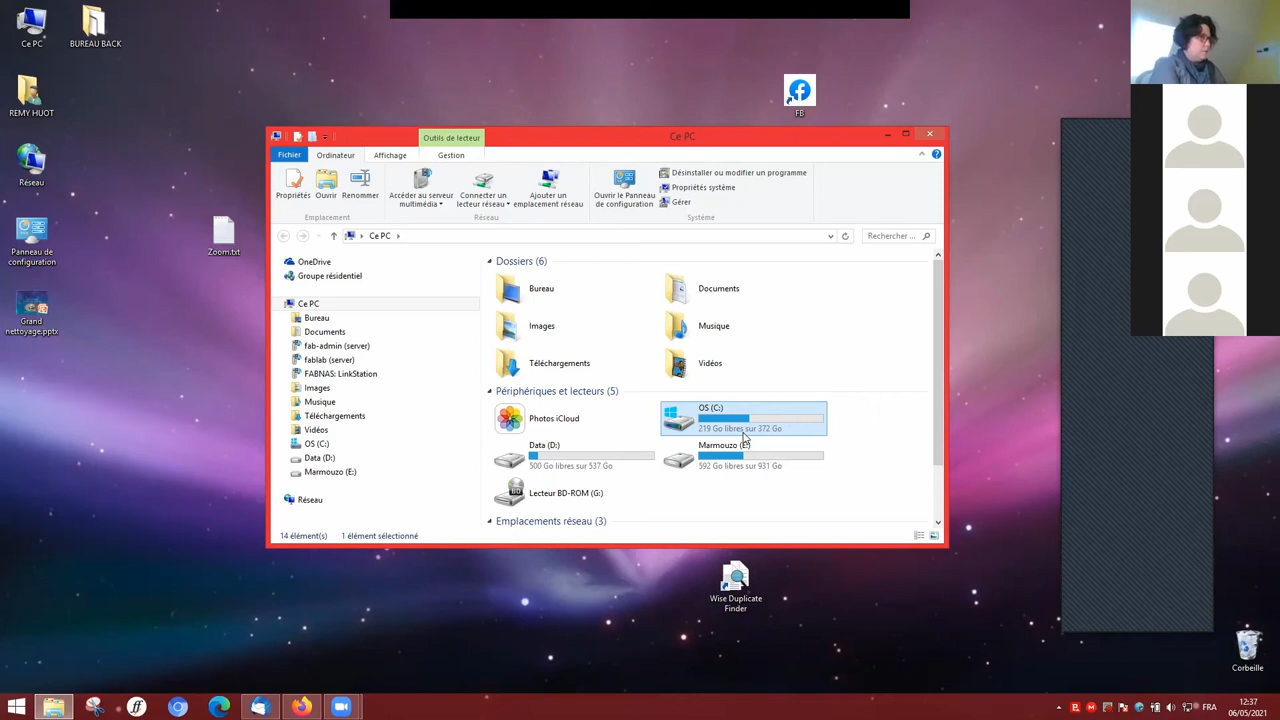 Ce PC
BUREAU BACK
REMY HUOT
Réseau
Panneau de
configuration
Grand
nettoyage.pptx
Zoom.txt
FB
Outils de lecteur
Ce PC
Fichier
Ordinateur
Affichage
Gestion
Propriétés
Ouvrir
Renommer
Emplacement
Accéder au serveur
multimédia
Connecter un
lecteur réseau
Ajouter un
emplacement réseau
Réseau
Ouvrir le Panneau
de configuration
Désinstaller ou modifier un programme
Propriétés système
Gérer
Système
Ce PC
Rechercher ...
OneDrive
Groupe résidentiel
Ce PC
Bureau
Documents
fab-admin (server)
fablab (server)
FABNAS: LinkStation
Images
Musique
Téléchargements
Vidéos
OS (C:)
Data (D:)
Marmouzo (E:)
Réseau
Dossiers (6)
Bureau
Documents
Images
Musique
Téléchargements
Vidéos
Périphériques et lecteurs (5)
Photos iCloud
OS (C:)
219 Go libres sur 372 Go
Data (D:)
500 Go libres sur 537 Go
Marmouzo (E:)
592 Go libres sur 931 Go
BD
Lecteur BD-ROM (G:)
Emplacements réseau (3)
14 élément(s)
1 élément sélectionné
Wise Duplicate
Finder
Corbeille
FRA
12:37
06/05/2021